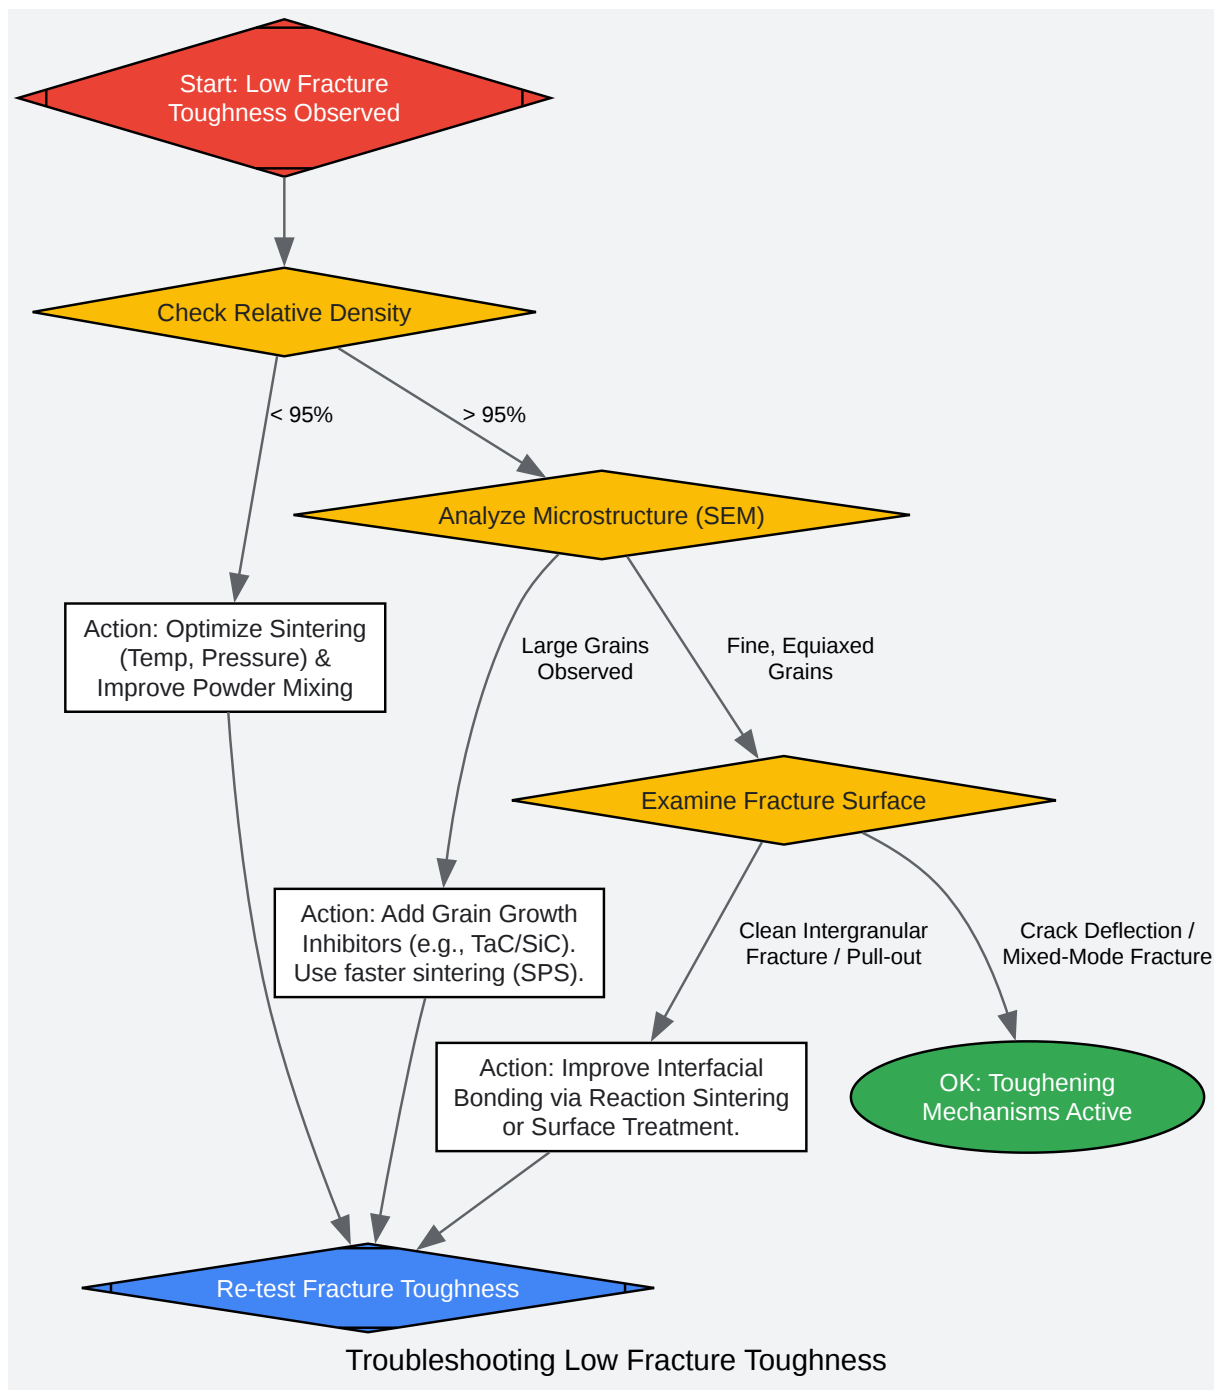 Start: Low Fracture
Toughness Observed
Check Relative Density
< 95%
> 95%
Analyze Microstructure (SEM)
Action: Optimize Sintering
(Temp, Pressure) &
Improve Powder Mixing
Large Grains
Observed
Fine, Equiaxed
Grains
Examine Fracture Surface
Action: Add Grain Growth
Inhibitors (e.g., TaC/SiC).
Use faster sintering (SPS).
Clean Intergranular
Fracture / Pull-out
Crack Deflection /
Mixed-Mode Fracture
Action: Improve Interfacial
Bonding via Reaction Sintering
or Surface Treatment.
OK: Toughening
Mechanisms Active
Re-test Fracture Toughness
Troubleshooting Low Fracture Toughness